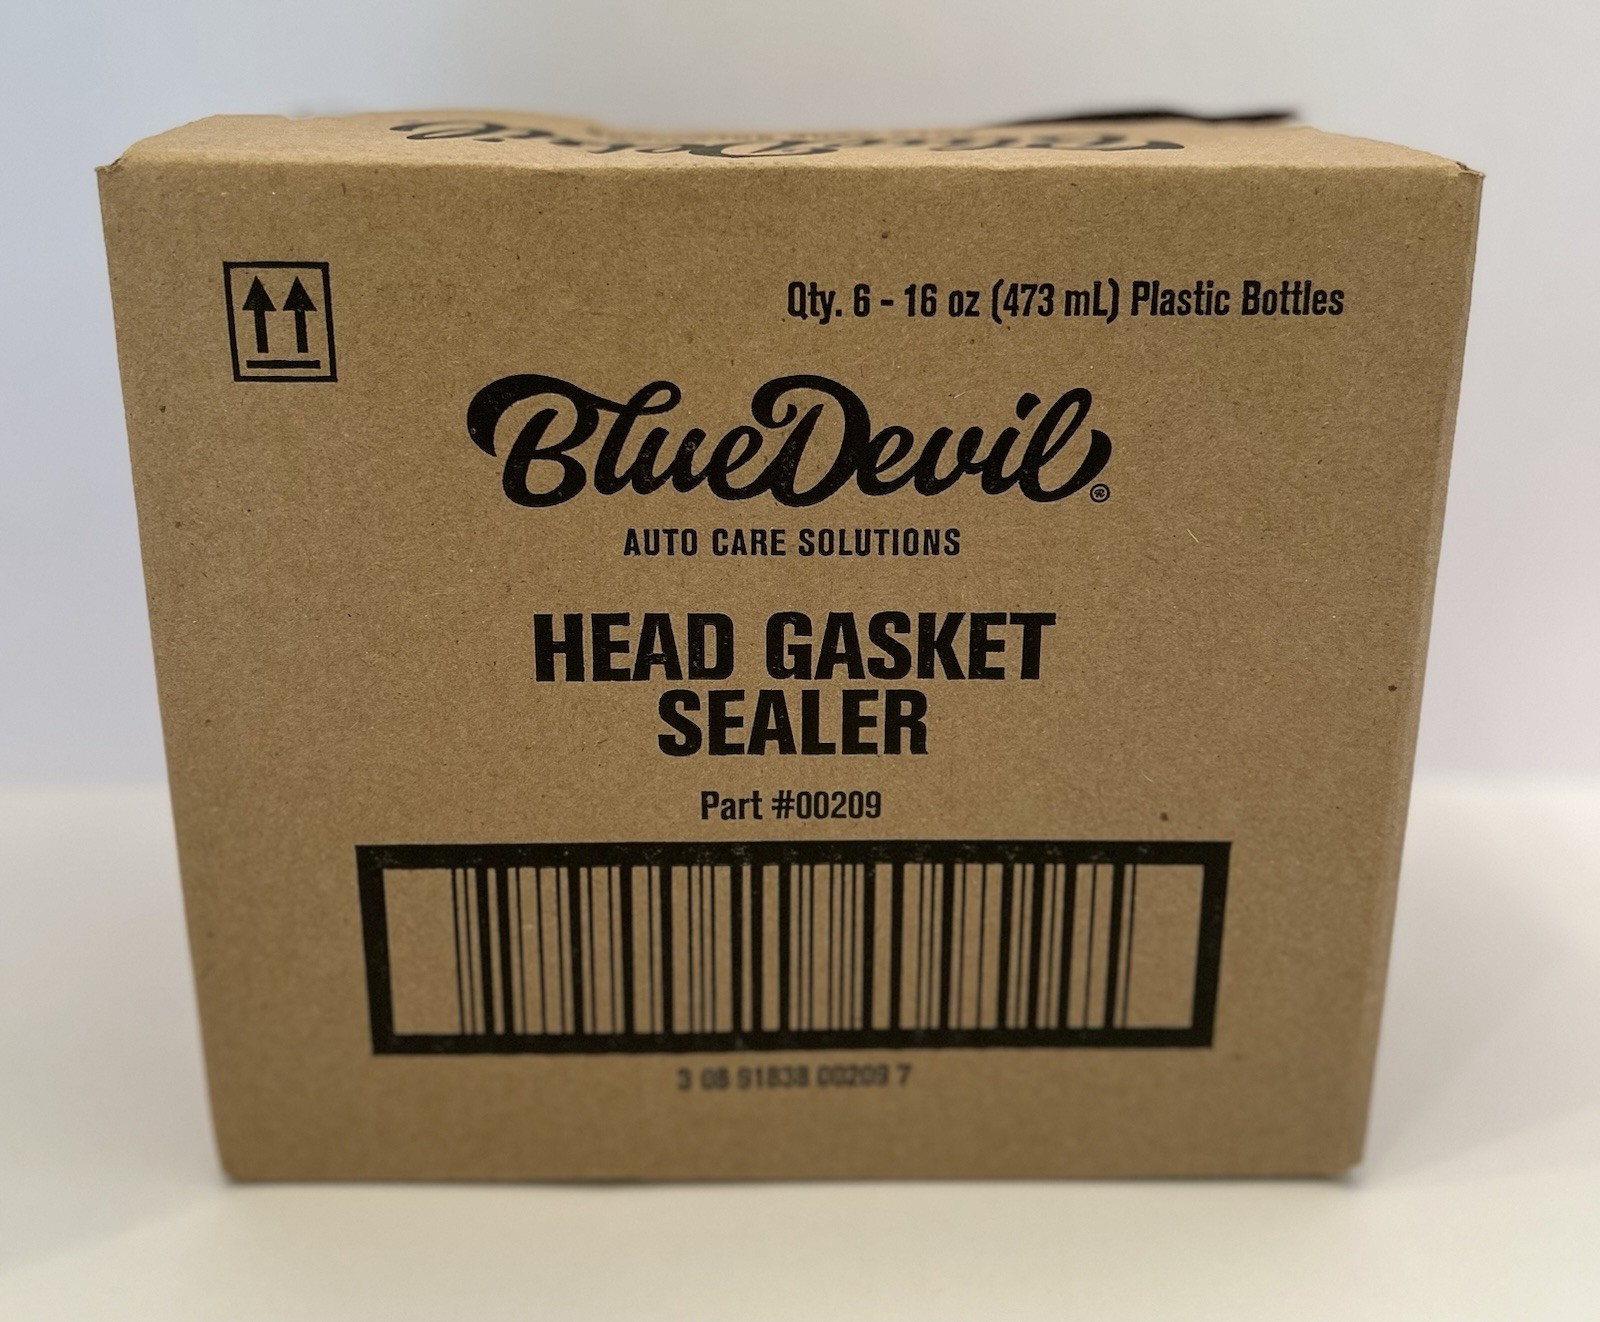 Qty. 6 - 16 oz (473 mL) Plastic Bottles
BlueDevil®
AUTO CARE SOLUTIONS
HEAD GASKET
SEALER
Part #00209
3 08 91838 00209 7